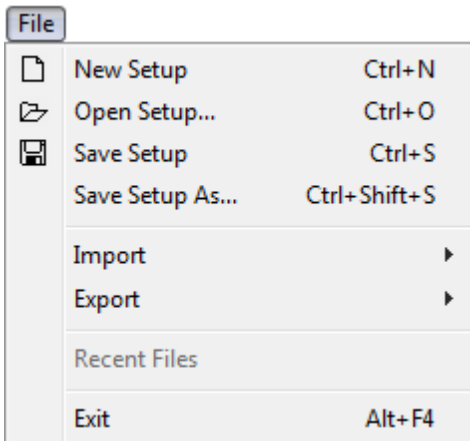 File
New Setup Ctrl+N
Open Setup... Ctrl+O
Save Setup Ctrl+S
Save Setup As... Ctrl+Shift+S
Import
Export
Recent Files
Exit Alt+F4